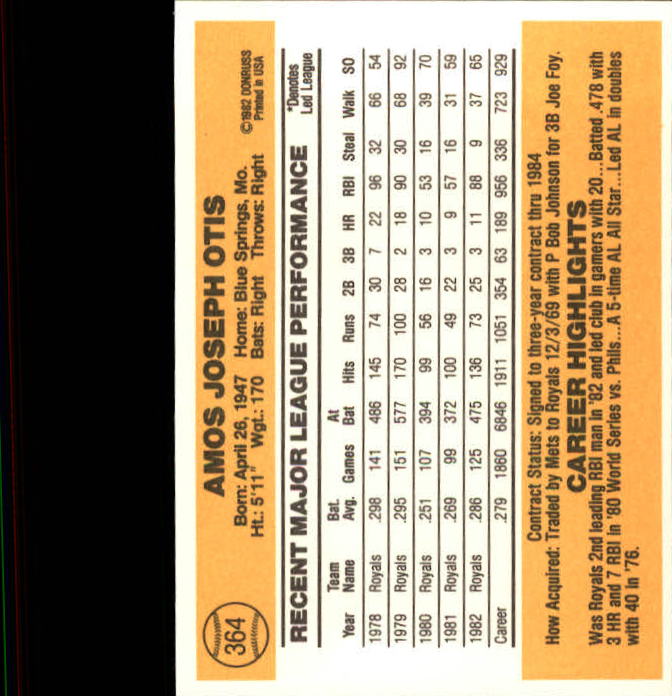 364
AMOS JOSEPH OTIS
Born: April 26, 1947 Home: Blue Springs, Mo.
Ht.: 5'11" Wgt.: 170 Bats: Right Throws: Right
©1982 DONRUSS
Printed in USA
RECENT MAJOR LEAGUE PERFORMANCE
*Denotes
Led League
Year Team Name Bat. Avg. Games At Bat Hits Runs 2B 3B HR RBI Steal Walk SO
1978 Royals .298 141 486 145 74 30 7 22 96 32 66 54
1979 Royals .295 151 577 170 100 28 2 18 90 30 68 92
1980 Royals .251 107 394 99 56 16 3 10 53 16 39 70
1981 Royals .269 99 372 100 49 22 3 9 57 16 31 59
1982 Royals .286 125 475 136 73 25 3 11 88 9 37 65
Career .279 1860 6846 1911 1051 354 63 189 956 336 723 929
Contract Status: Signed to three-year contract thru 1984
How Acquired: Traded by Mets to Royals 12/3/69 with P Bob Johnson for 3B Joe Foy.
CAREER HIGHLIGHTS
Was Royals 2nd leading RBI man in '82 and led club in gamers with 20...Batted .478 with
3 HR and 7 RBI in '80 World Series vs. Phils...A 5-time AL All Star...Led AL in doubles
with 40 in '76.